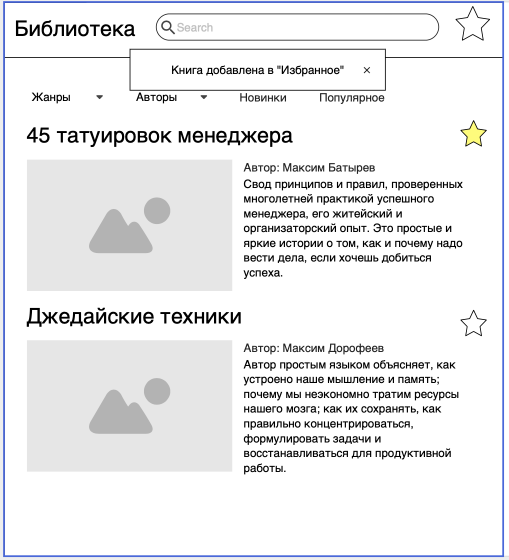 Библиотека
Search
Книга добавлена в "Избранное" ×
Жанры
Авторы
Новинки
Популярное
45 татуировок менеджера
Автор: Максим Батырев
Свод принципов и правил, проверенных
многолетней практикой успешного
менеджера, его житейский и
организаторский опыт. Это простые и
яркие истории о том, как и почему надо
вести дела, если хочешь добиться
успеха.
Джедайские техники
Автор: Максим Дорофеев
Автор простым языком объясняет, как
устроено наше мышление и память;
почему мы неэкономно тратим ресурсы
нашего мозга; как их сохранять, как
правильно концентрироваться,
формулировать задачи и
восстанавливаться для продуктивной
работы.